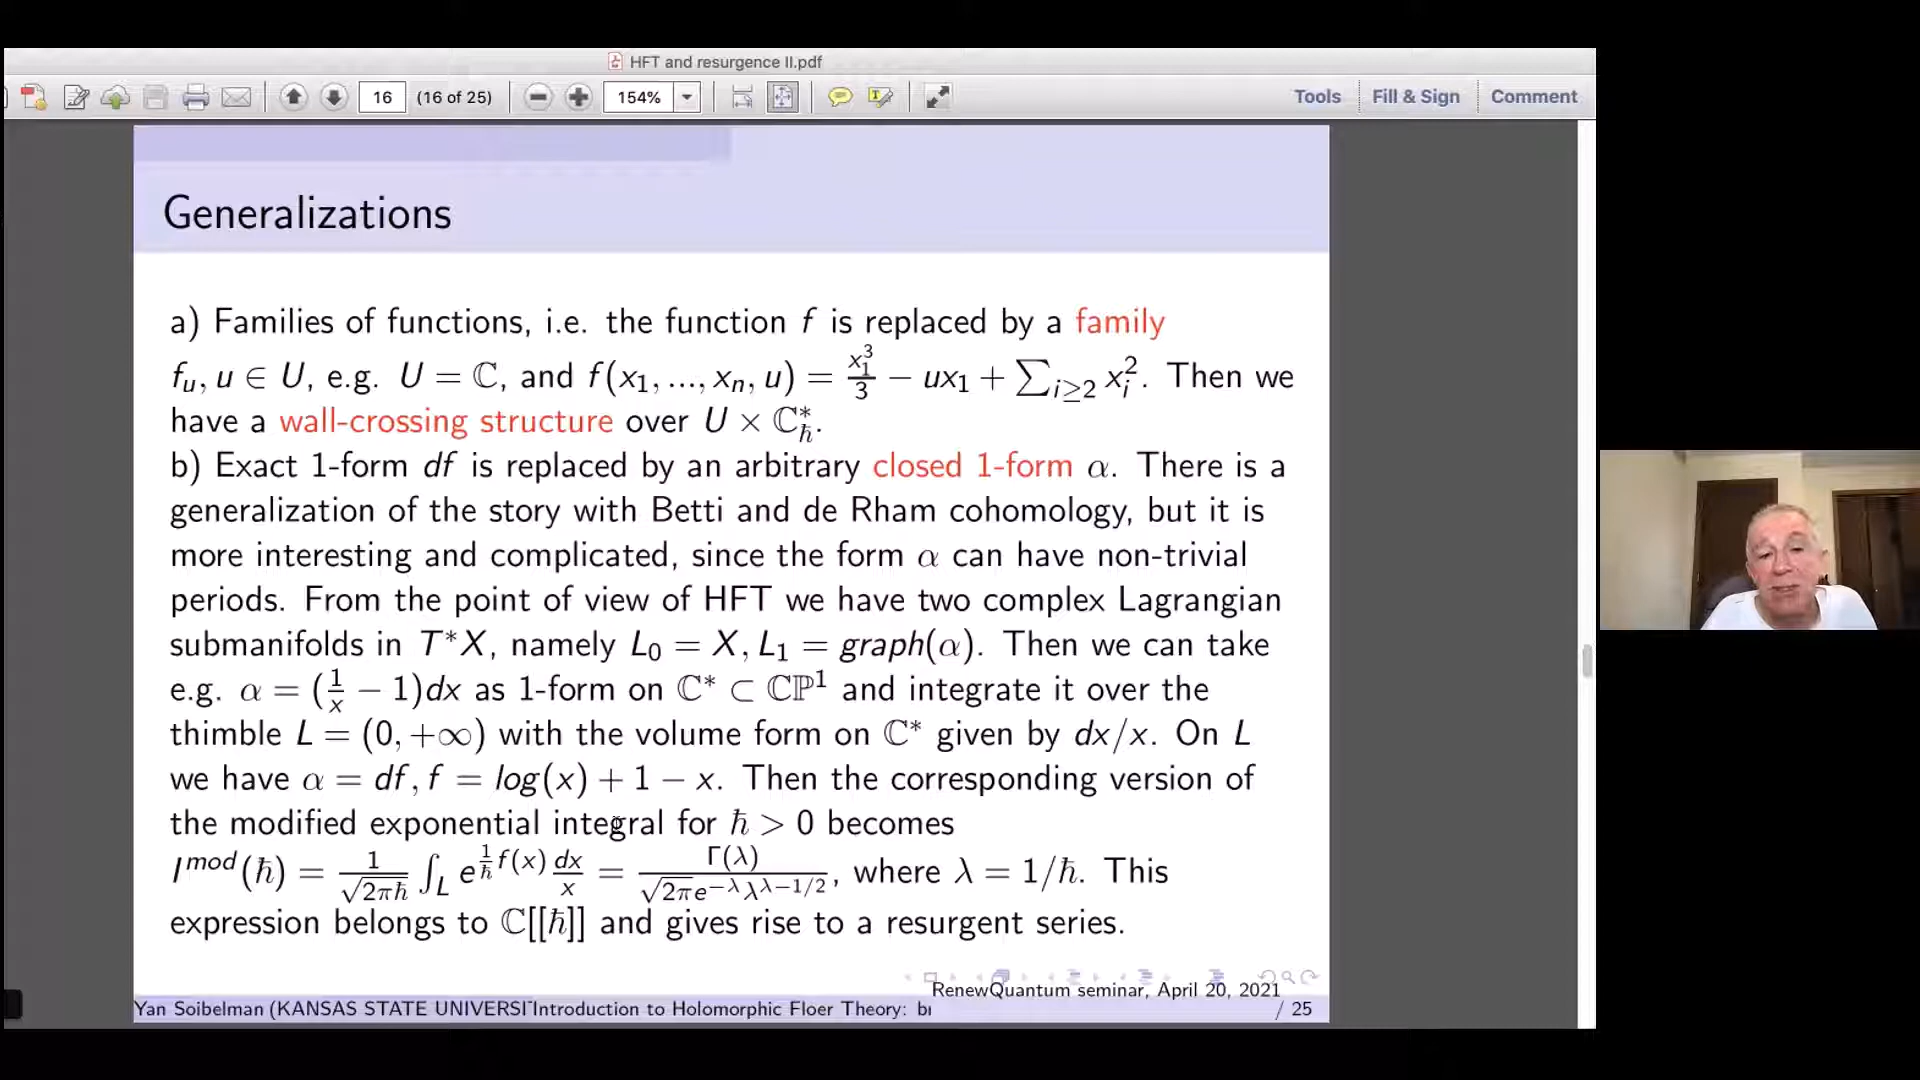 HFT and resurgence II.pdf
16 (16 of 25) 154% Tools Fill & Sign Comment
Generalizations
a) Families of functions, i.e. the function f is replaced by a family
f_u, u ∈ U, e.g. U = ℂ, and f(x_1, ..., x_n, u) = x_1^3/3 − ux_1 + ∑_{i≥2} x_i^2. Then we
have a wall-crossing structure over U × ℂ*_ħ.
b) Exact 1-form df is replaced by an arbitrary closed 1-form α. There is a
generalization of the story with Betti and de Rham cohomology, but it is
more interesting and complicated, since the form α can have non-trivial
periods. From the point of view of HFT we have two complex Lagrangian
submanifolds in T*X, namely L_0 = X, L_1 = graph(α). Then we can take
e.g. α = (1/x − 1)dx as 1-form on ℂ* ⊂ ℂℙ^1 and integrate it over the
thimble L = (0, +∞) with the volume form on ℂ* given by dx/x. On L
we have α = df, f = log(x) + 1 − x. Then the corresponding version of
the modified exponential integral for ħ > 0 becomes
I^{mod}(ħ) = 1/√(2πħ) ∫_L e^{(1/ħ) f(x)} dx/x = Γ(λ)/(√(2π)e^{−λ}λ^{λ−1/2}), where λ = 1/ħ. This
expression belongs to ℂ[[ħ]] and gives rise to a resurgent series.
RenewQuantum seminar, April 20, 2021
Yan Soibelman (KANSAS STATE UNIVERSI Introduction to Holomorphic Floer Theory: / 25